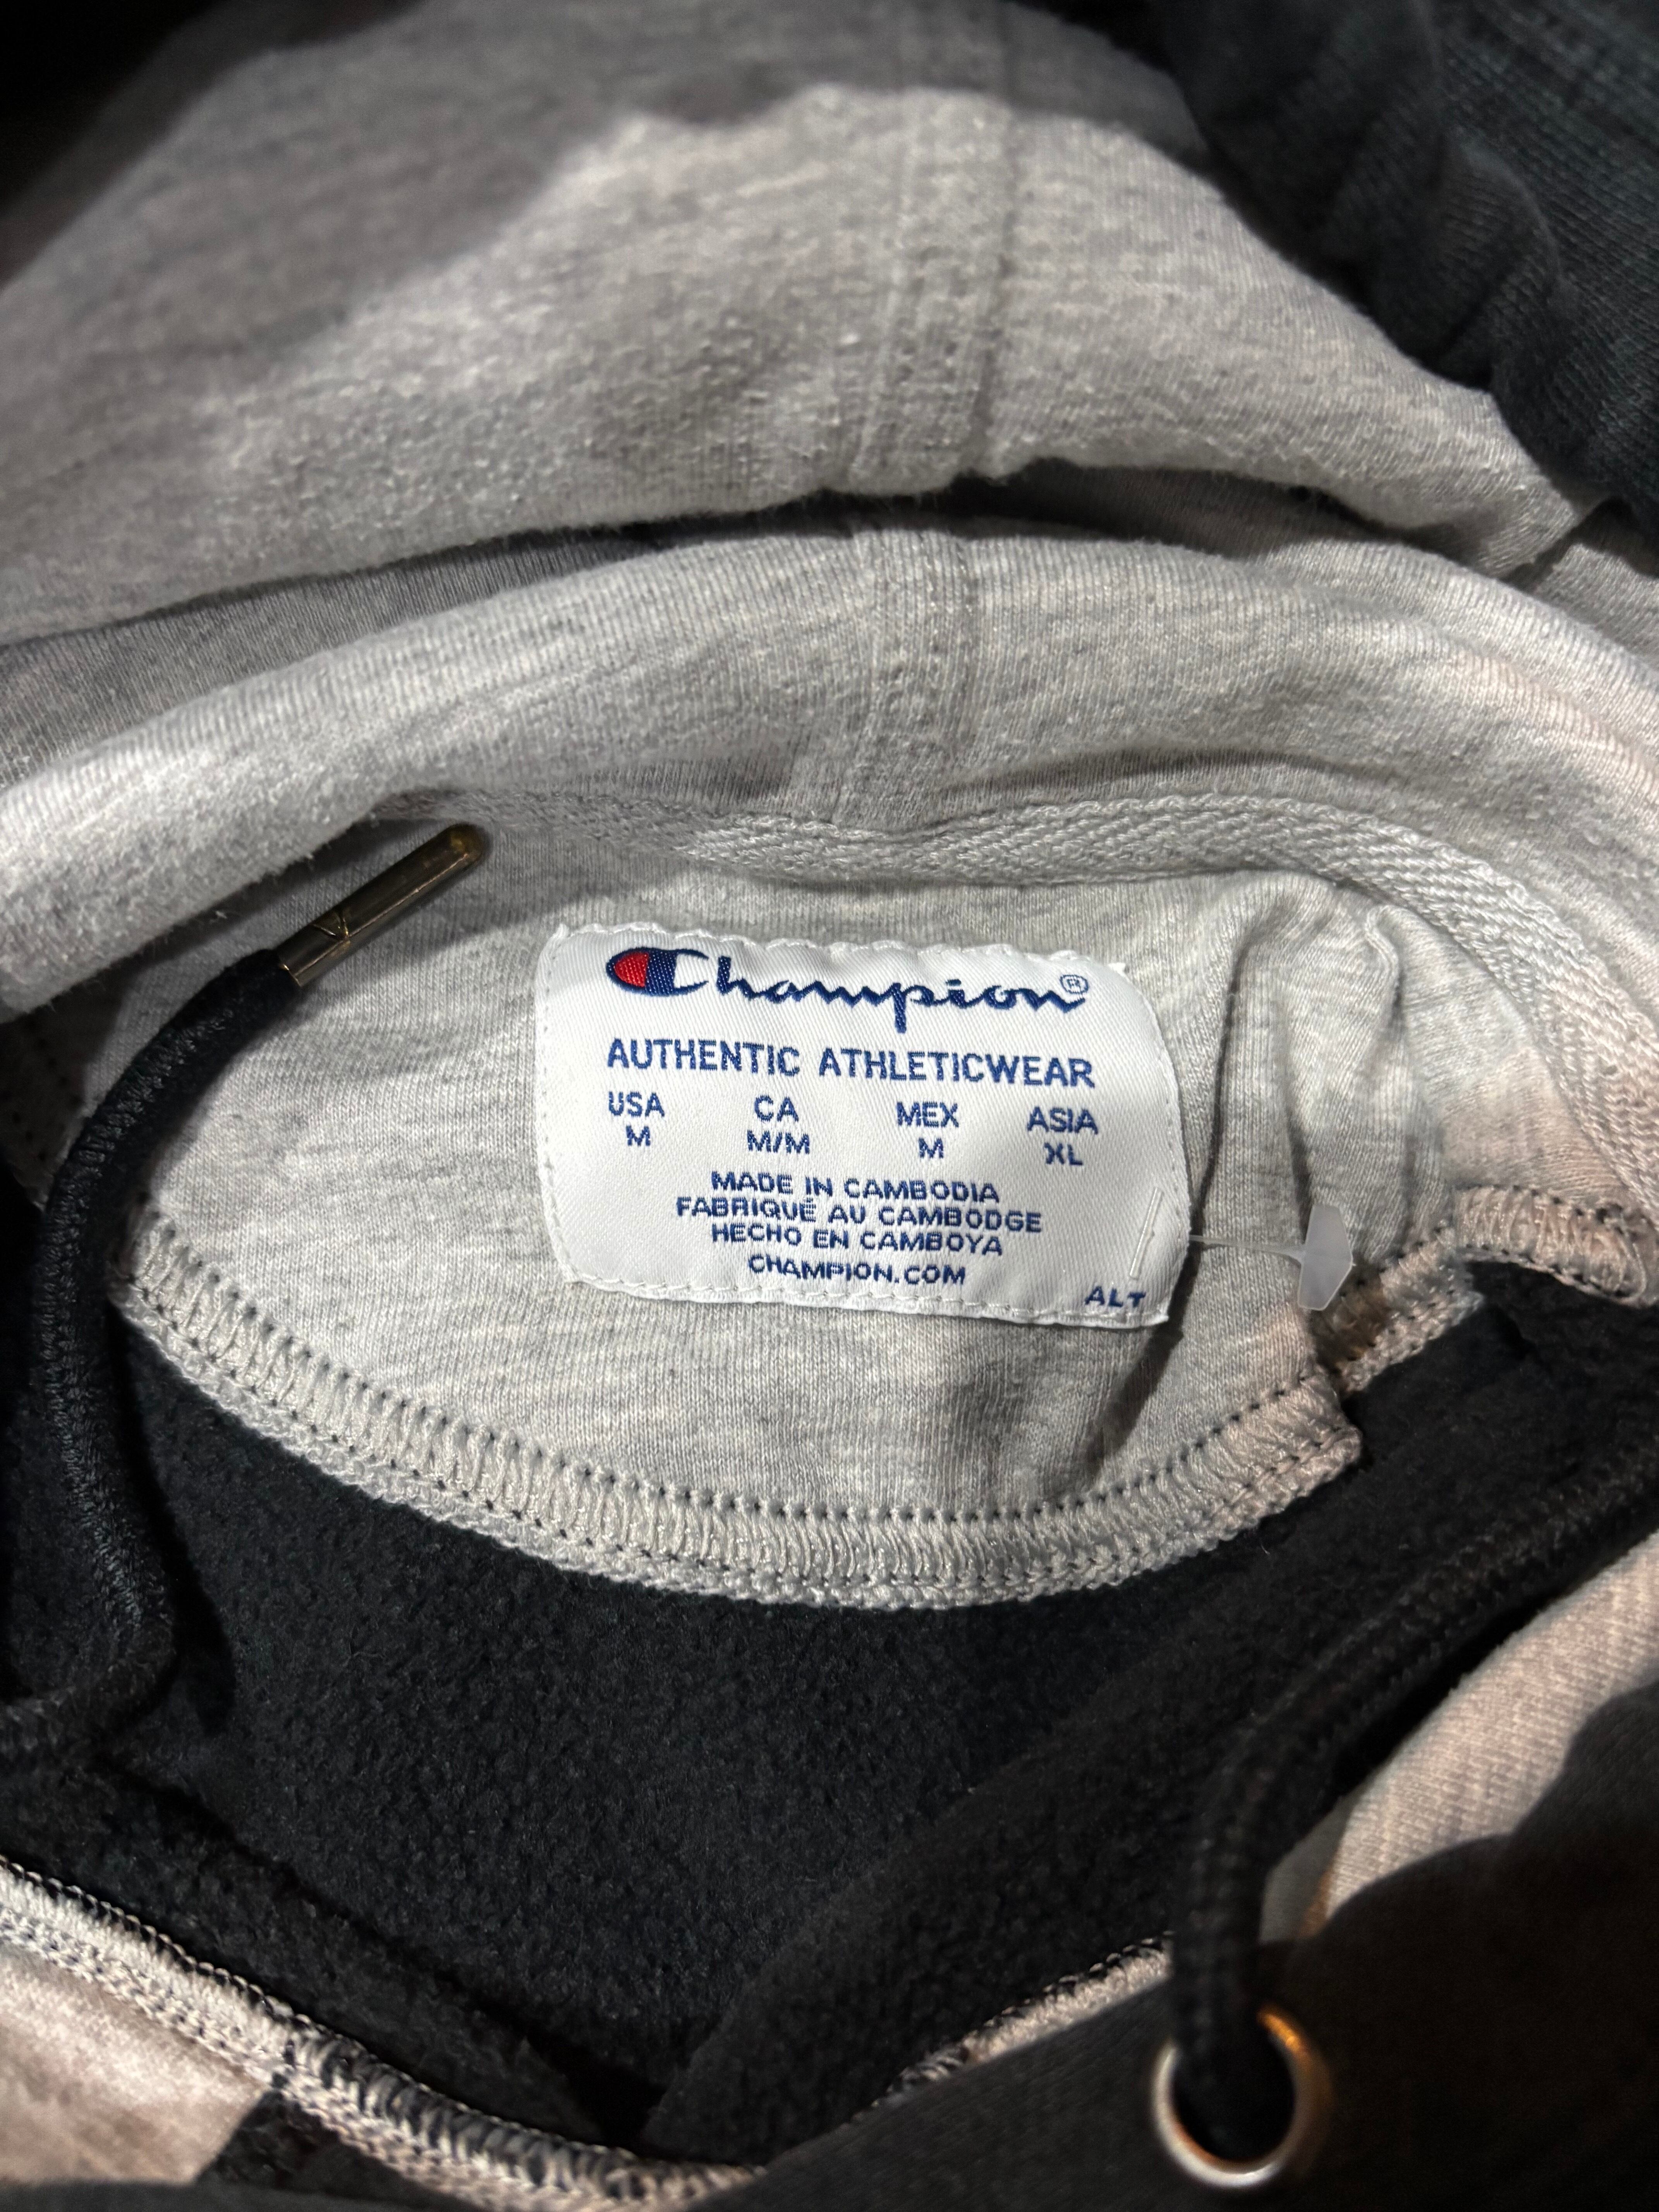 Champion®
AUTHENTIC ATHLETICWEAR
USA CA MEX ASIA
M M/M M XL
MADE IN CAMBODIA
FABRIQUÉ AU CAMBODGE
HECHO EN CAMBOYA
CHAMPION.COM
ALT